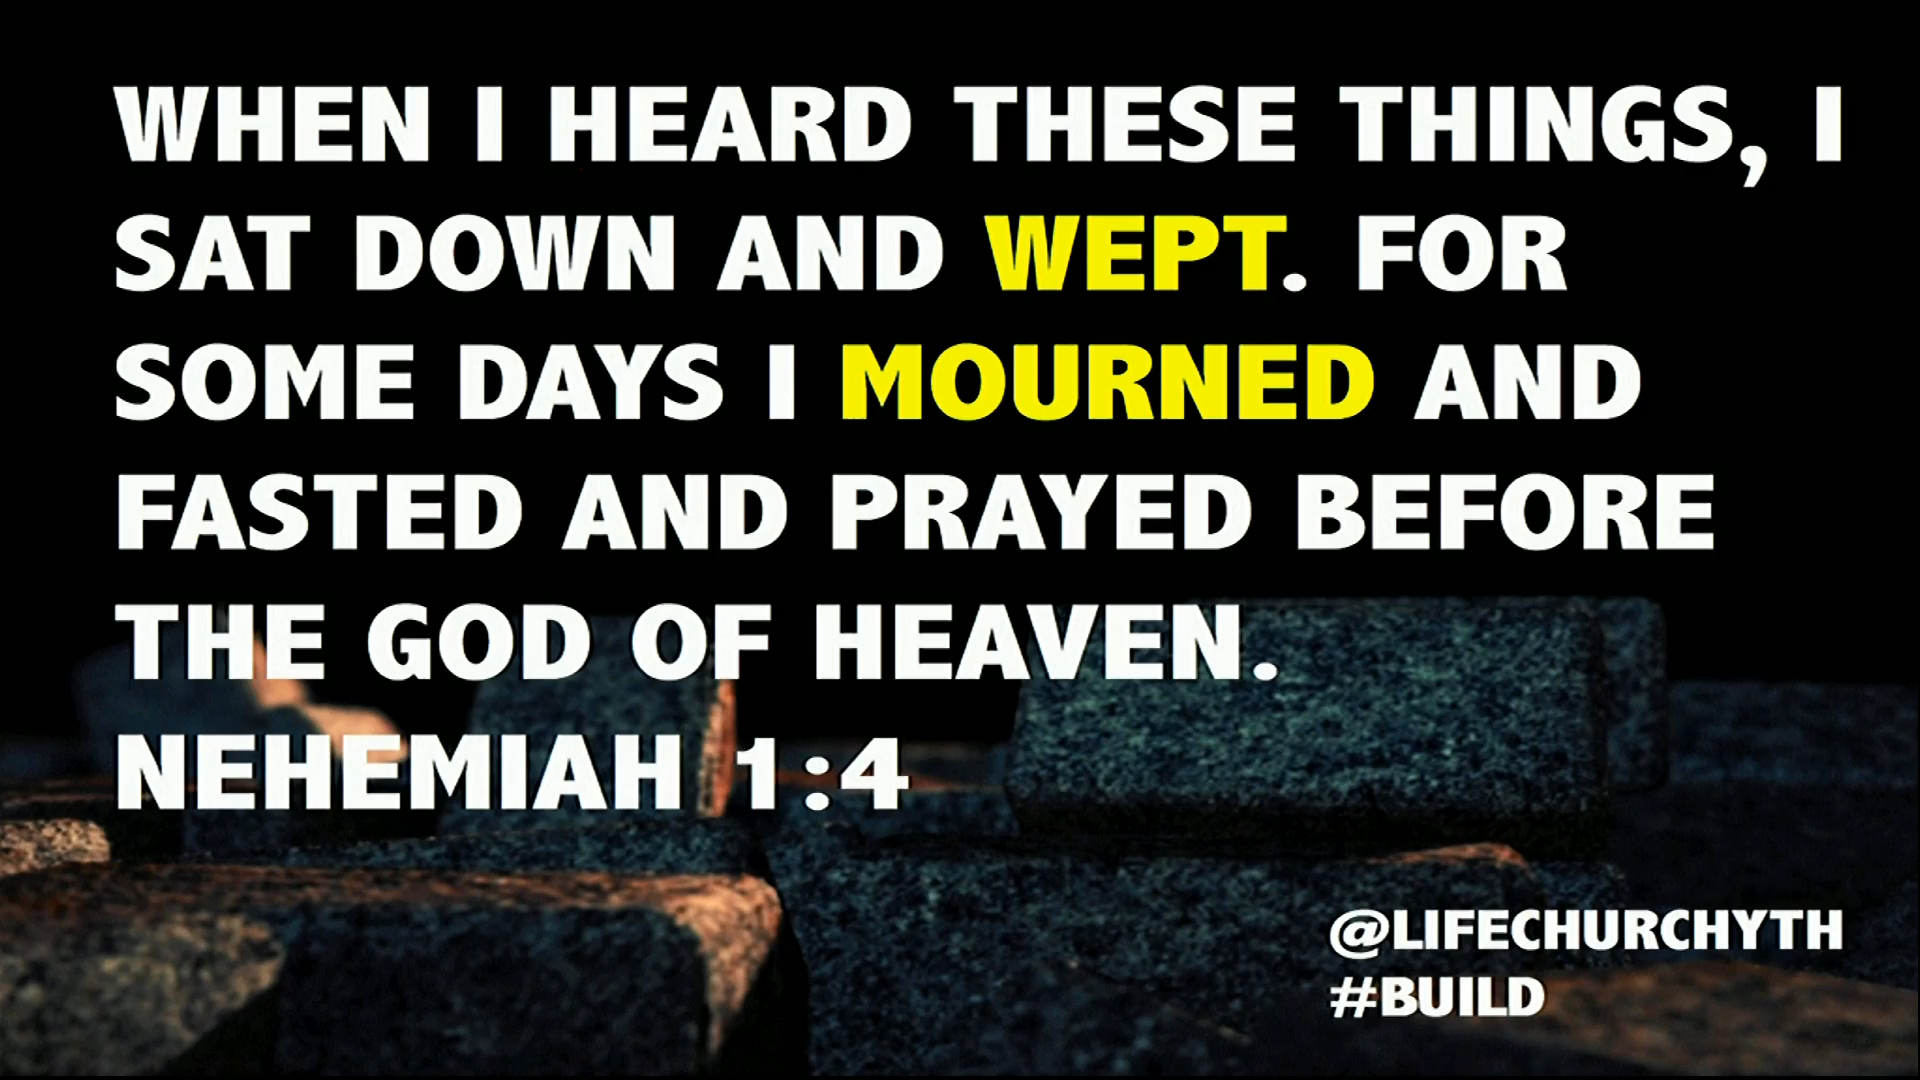 WHEN I HEARD THESE THINGS, I
SAT DOWN AND WEPT. FOR
SOME DAYS I MOURNED AND
FASTED AND PRAYED BEFORE
THE GOD OF HEAVEN.
NEHEMIAH 1:4
@LIFECHURCHYTH
#BUILD